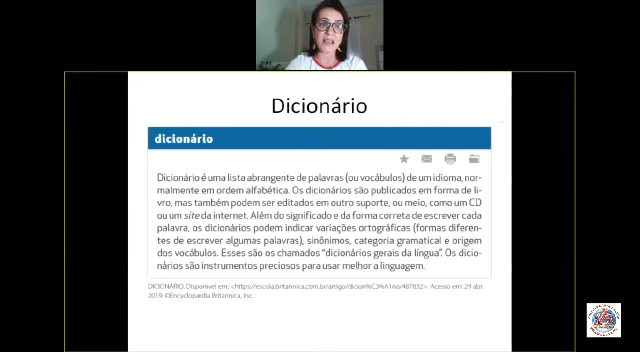 Dicionário
dicionário
Dicionário é uma lista abrangente de palavras (ou vocábulos) de um idioma, nor-
malmente em ordem alfabética. Os dicionários são publicados em forma de li-
vro, mas também podem ser editados em outro suporte, ou meio, como um CD
ou um site da internet. Além do significado e da forma correta de escrever cada
palavra, os dicionários podem indicar variações ortográficas (formas diferen-
tes de escrever algumas palavras), sinônimos, categoria gramatical e origem
dos vocábulos. Esses são os chamados "dicionários gerais da língua". Os dicio-
nários são instrumentos preciosos para usar melhor a linguagem.
DICIONÁRIO. Disponível em: <https://escola.britannica.com.br/artigo/dicion%C3%A1rio/487032>. Acesso em: 29 abr.
2019. ©Encyclopædia Britannica, Inc.